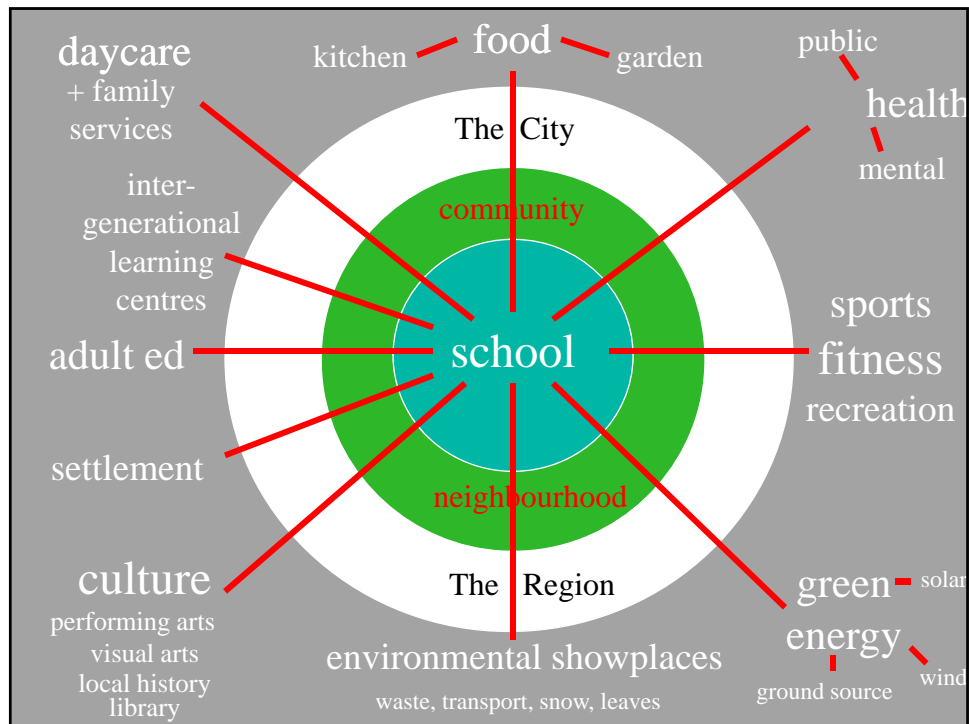 daycare
+ family
services
kitchen
food
garden
public
health
mental
The City
inter-
generational
learning
centres
community
adult ed
school
sports
fitness
recreation
settlement
neighbourhood
culture
performing arts
visual arts
local history
library
The Region
environmental showplaces
waste, transport, snow, leaves
green
solar
energy
ground source
wind